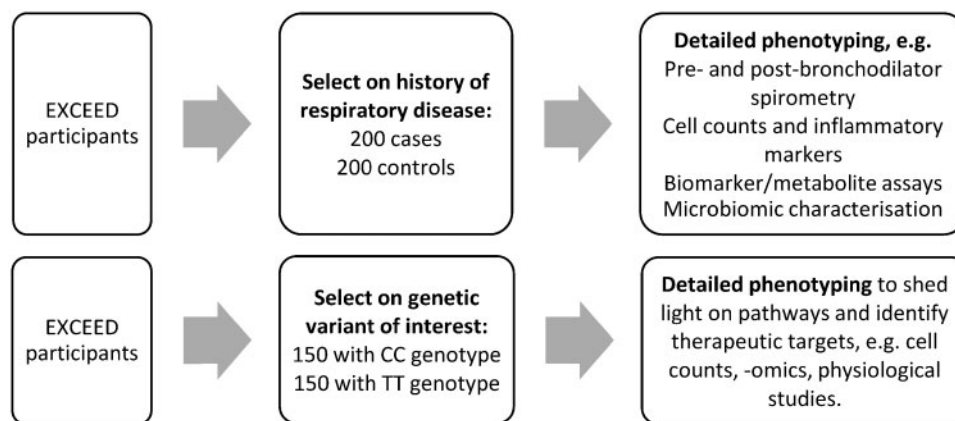 EXCEED
participants
Select on history of
respiratory disease:
200 cases
200 controls
Detailed phenotyping, e.g.
Pre- and post-bronchodilator
spirometry
Cell counts and inflammatory
markers
Biomarker/metabolite assays
Microbiomic characterisation
EXCEED
participants
Select on genetic
variant of interest:
150 with CC genotype
150 with TT genotype
Detailed phenotyping to shed
light on pathways and identify
therapeutic targets, e.g. cell
counts, -omics, physiological
studies.